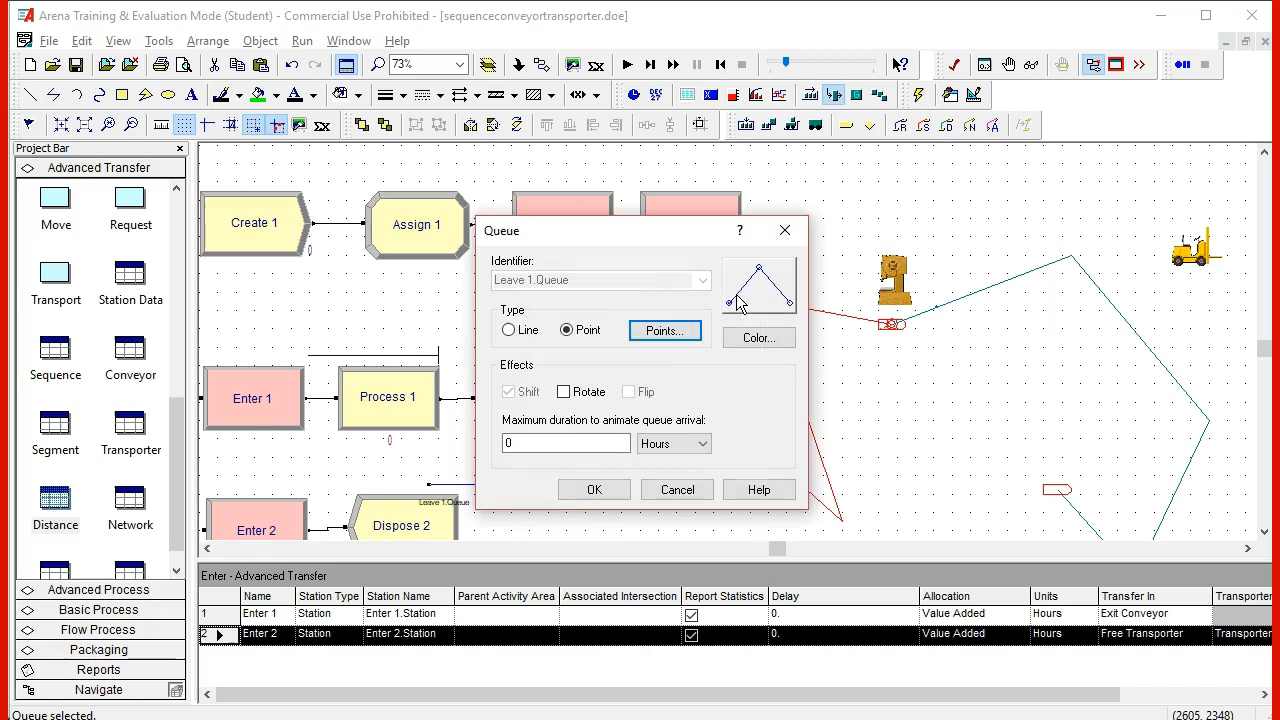 Arena Training & Evaluation Mode (Student) - Commercial Use Prohibited - [sequenceconveyortransporter.doe]
File Edit View Tools Arrange Object Run Window Help
73%
DEC 27
Project Bar
Advanced Transfer
Move Request
Transport Station Data
Sequence Conveyor
Segment Transporter
Distance Network
Advanced Process
Basic Process
Flow Process
Packaging
Reports
Navigate
Create 1
0
Assign 1
Enter 1
Process 1
0
Enter 2
Dispose 2
Leave 1.Queue
Queue
?
Identifier:
Leave 1.Queue
Type
Line Point Points...
Color...
Effects
Shift Rotate Flip
Maximum duration to animate queue arrival:
0 Hours
OK Cancel Help
Enter - Advanced Transfer
Name Station Type Station Name Parent Activity Area Associated Intersection Report Statistics Delay Allocation Units Transfer In Transporter
1 Enter 1 Station Enter 1.Station 0. Value Added Hours Exit Conveyor
2 Enter 2 Station Enter 2.Station 0. Value Added Hours Free Transporter Transporter
Queue selected.
(2605, 2348)